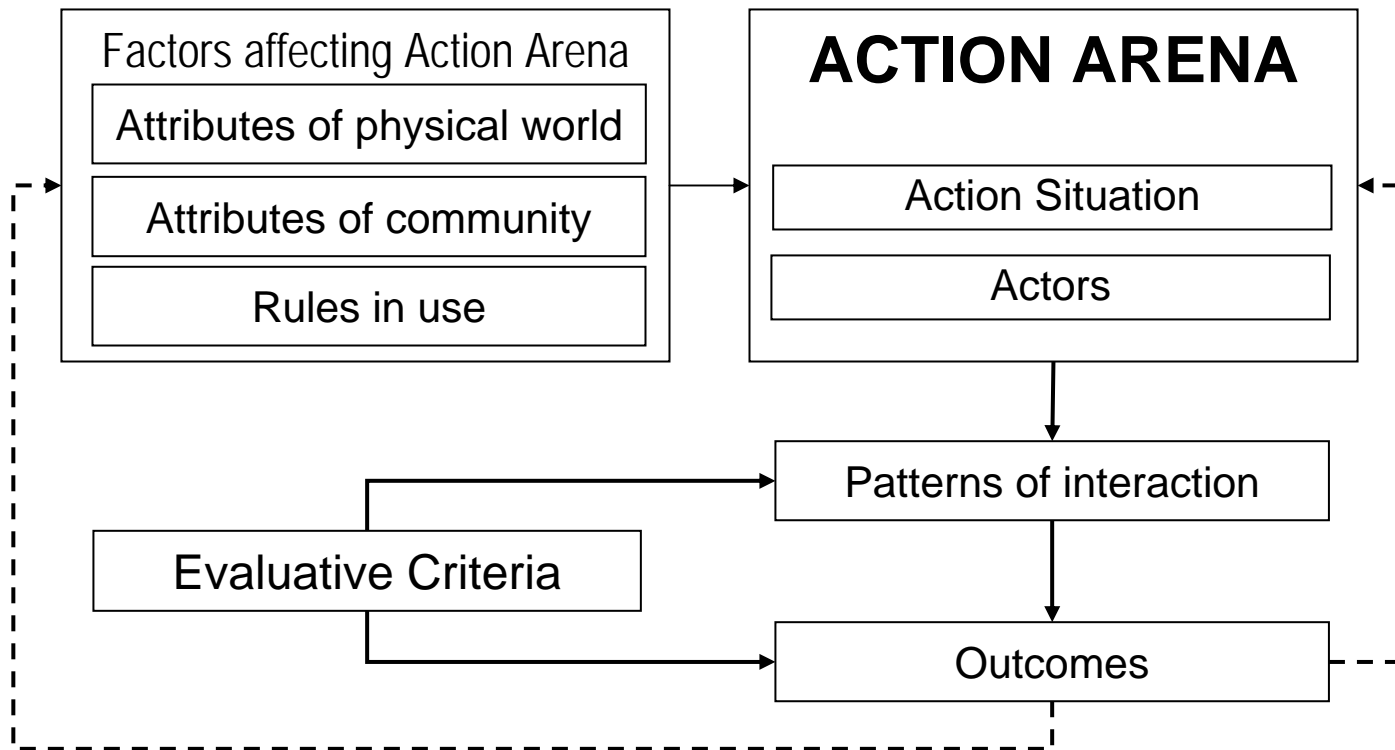 Factors affecting Action Arena
Attributes of physical world
Attributes of community
Rules in use
ACTION ARENA
Action Situation
Actors
Patterns of interaction
Evaluative Criteria
Outcomes